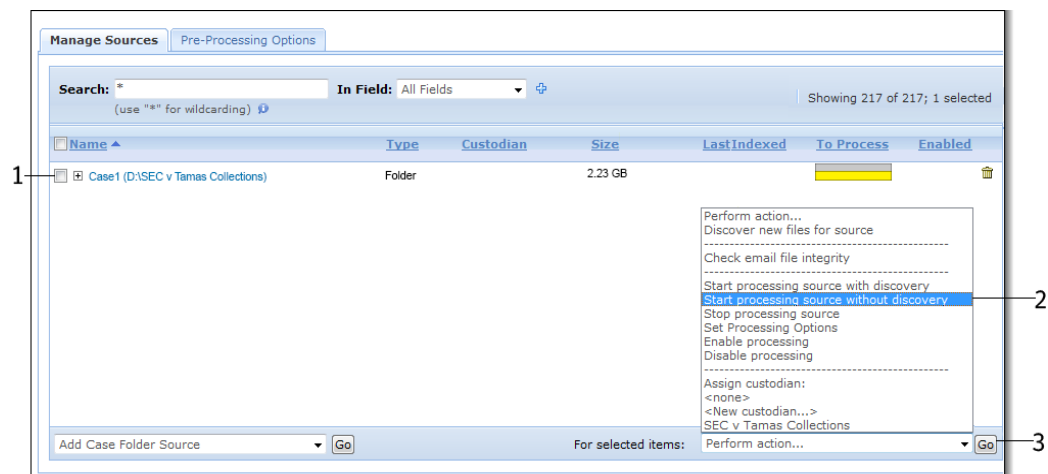 Manage Sources Pre-Processing Options
Search: * In Field: All Fields
(use "*" for wildcarding)
Showing 217 of 217; 1 selected
Name Type Custodian Size LastIndexed To Process Enabled
1 Case1 (D:\SEC v Tamas Collections) Folder 2.23 GB
Perform action...
Discover new files for source
------------------------------------------------
Check email file integrity
------------------------------------------------
Start processing source with discovery
Start processing source without discovery 2
Stop processing source
Set Processing Options
Enable processing
Disable processing
------------------------------------------------
Assign custodian:
<none>
<New custodian...>
SEC v Tamas Collections
Add Case Folder Source Go For selected items: Perform action... Go 3